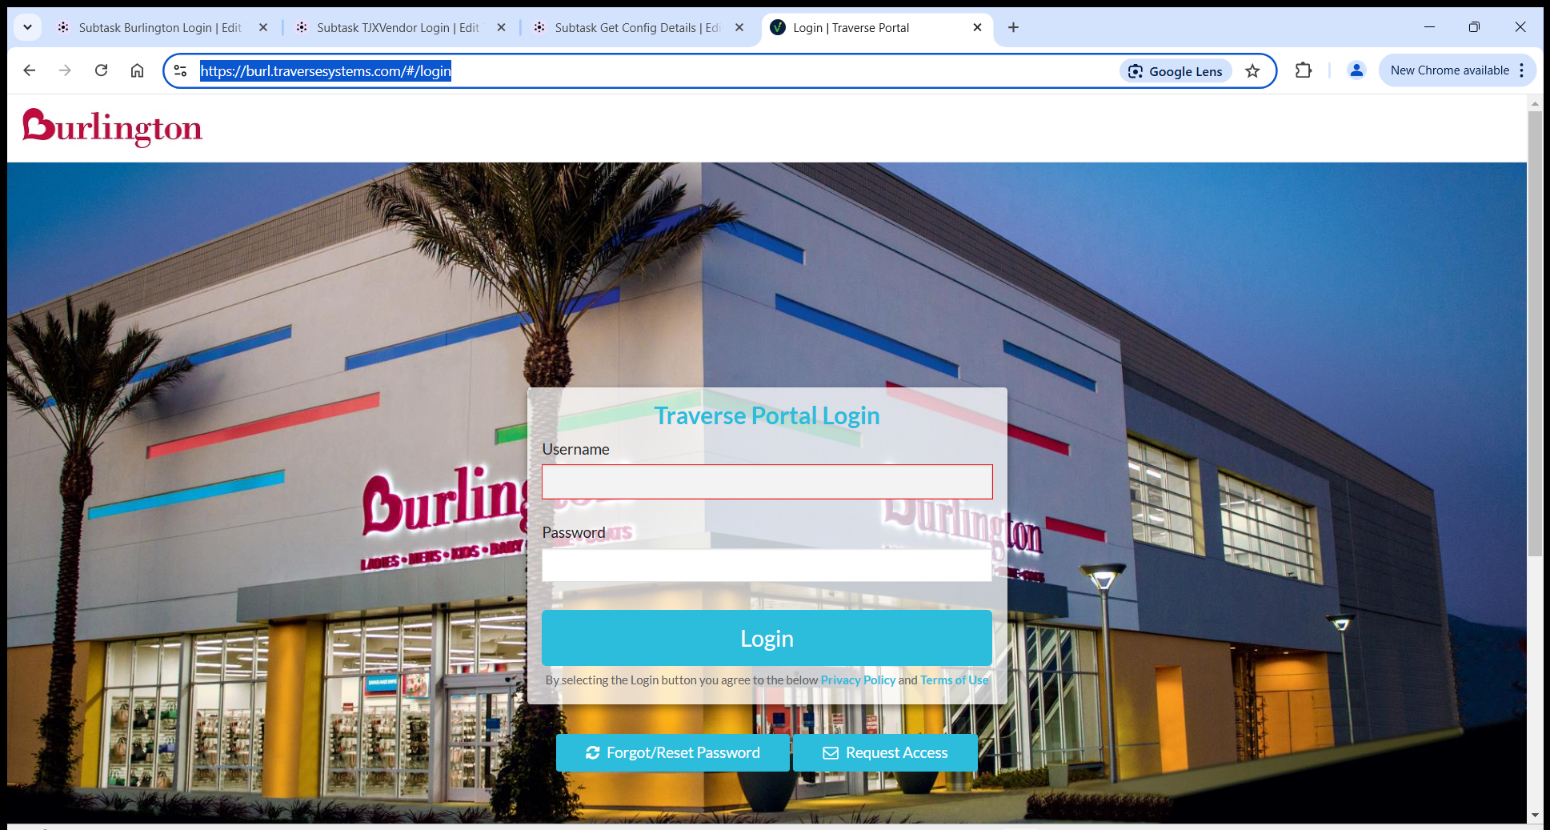 Subtask Burlington Login | Edit
Subtask TJXVendor Login | Edit
Subtask Get Config Details | Edi
Login | Traverse Portal
https://burl.traversesystems.com/#/login
Google Lens
New Chrome available
Burlington
Traverse Portal Login
Username
Burlington
LADIES • MENS • KIDS • BABY
COATS
Burlington
Password
Login
By selecting the Login button you agree to the below Privacy Policy and Terms of Use
Forgot/Reset Password
Request Access